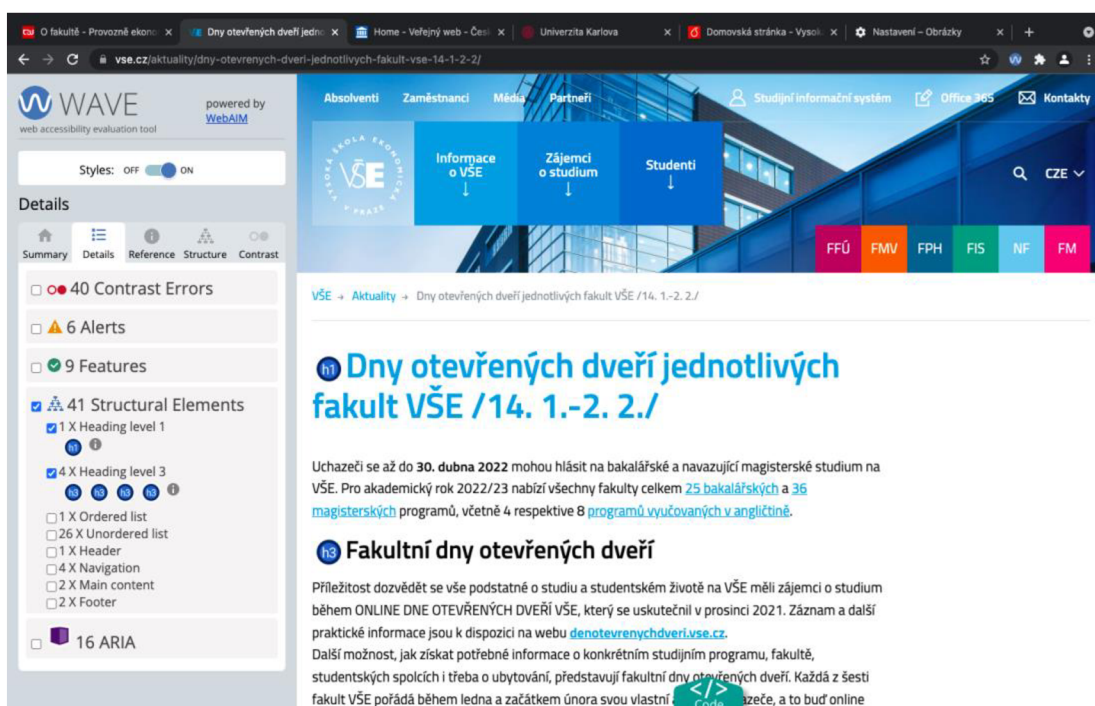 O fakultě - Provozně ekono
Dny otevřených dveří jedno
Home - Veřejný web - Čes
Univerzita Karlova
Domovská stránka - Vysok
Nastavení – Obrázky
vse.cz/aktuality/dny-otevrenych-dveri-jednotlivych-fakult-vse-14-1-2-2/
WAVE
powered by
WebAIM
web accessibility evaluation tool
Styles: OFF ON
Details
Summary Details Reference Structure Contrast
40 Contrast Errors
6 Alerts
9 Features
41 Structural Elements
1 X Heading level 1
h1
4 X Heading level 3
h3 h3 h3 h3
1 X Ordered list
26 X Unordered list
1 X Header
4 X Navigation
2 X Main content
2 X Footer
16 ARIA
Absolventi Zaměstnanci Média Partneři
Studijní informační systém Office 365 Kontakty
VYSOKÁ ŠKOLA EKONOMICKÁ V PRAZE
VŠE
Informace
o VŠE
Zájemci
o studium
Studenti
CZE
FFÚ FMV FPH FIS NF FM
VŠE → Aktuality → Dny otevřených dveří jednotlivých fakult VŠE /14. 1.-2. 2./
h1 Dny otevřených dveří jednotlivých
fakult VŠE /14. 1.-2. 2./
Uchazeči se až do 30. dubna 2022 mohou hlásit na bakalářské a navazující magisterské studium na
VŠE. Pro akademický rok 2022/23 nabízí všechny fakulty celkem 25 bakalářských a 36
magisterských programů, včetně 4 respektive 8 programů vyučovaných v angličtině.
h3 Fakultní dny otevřených dveří
Příležitost dozvědět se vše podstatné o studiu a studentském životě na VŠE měli zájemci o studium
během ONLINE DNE OTEVŘENÝCH DVEŘÍ VŠE, který se uskutečnil v prosinci 2021. Záznam a další
praktické informace jsou k dispozici na webu denotevrenychdveri.vse.cz.
Další možnost, jak získat potřebné informace o konkrétním studijním programu, fakultě,
studentských spolcích i třeba o ubytování, představují fakultní dny otevřených dveří. Každá z šesti
fakult VŠE pořádá během ledna a začátkem února svou vlastní azeče, a to buď online
</> Code